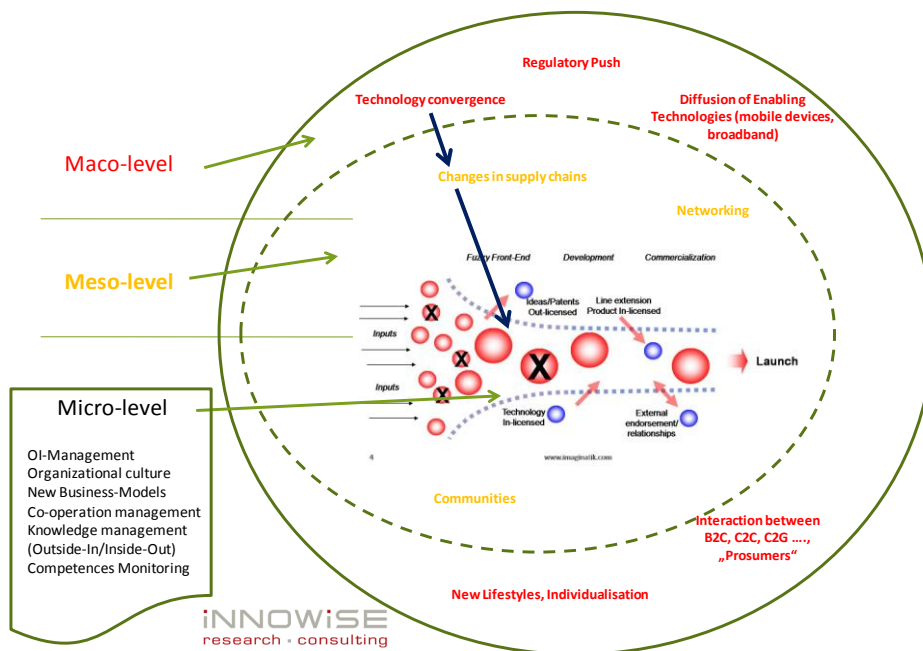 Regulatory Push
Technology convergence
Diffusion of Enabling
Technologies (mobile devices,
broadband)
Maco-level
Changes in supply chains
Networking
Meso-level
Fuzzy Front-End
Development
Commercialization
Ideas/Patents
Out-licensed
Line extension
Product In-licensed
X
Inputs
X
X
Launch
Inputs
X
Technology
In-licensed
External
endorsement/
relationships
4
www.imaginatik.com
Micro-level
OI-Management
Organizational culture
New Business-Models
Co-operation management
Knowledge management
(Outside-In/Inside-Out)
Competences Monitoring
Communities
Interaction between
B2C, C2C, C2G ....,
„Prosumers“
New Lifestyles, Individualisation
iNNOWiSE
research · consulting